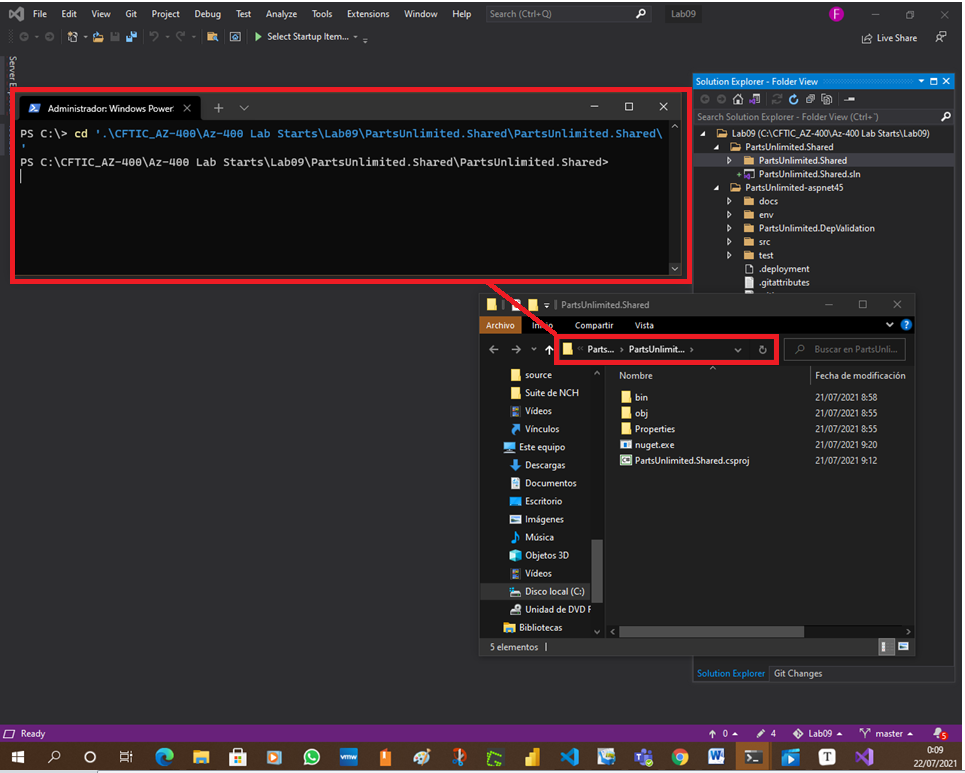 File Edit View Git Project Debug Test Analyze Tools Extensions Window Help Search (Ctrl+Q) Lab09 F
Select Startup Item... Live Share
Solution Explorer - Folder View
Search Solution Explorer - Folder View (Ctrl+')
Lab09 (C:\CFTIC_AZ-400\Az-400 Lab Starts\Lab09)
PartsUnlimited.Shared
PartsUnlimited.Shared
PartsUnlimited.Shared.sln
PartsUnlimited-aspnet45
docs
env
PartsUnlimited.DepValidation
src
test
.deployment
.gitattributes
Administrador: Windows Power
PS C:\> cd '.\CFTIC_AZ-400\Az-400 Lab Starts\Lab09\PartsUnlimited.Shared\PartsUnlimited.Shared\
'
PS C:\CFTIC_AZ-400\Az-400 Lab Starts\Lab09\PartsUnlimited.Shared\PartsUnlimited.Shared>
PartsUnlimited.Shared
Archivo Inicio Compartir Vista
Parts... PartsUnlimit... Buscar en PartsUnli...
source
Suite de NCH
Vídeos
Vínculos
Este equipo
Descargas
Documentos
Escritorio
Imágenes
Música
Objetos 3D
Vídeos
Disco local (C:)
Unidad de DVD
Bibliotecas
Nombre Fecha de modificación
bin 21/07/2021 8:58
obj 21/07/2021 8:55
Properties 21/07/2021 8:55
nuget.exe 21/07/2021 9:20
PartsUnlimited.Shared.csproj 21/07/2021 9:12
5 elementos
Solution Explorer Git Changes
Ready 0 4 Lab09 master 5
0:09
22/07/2021